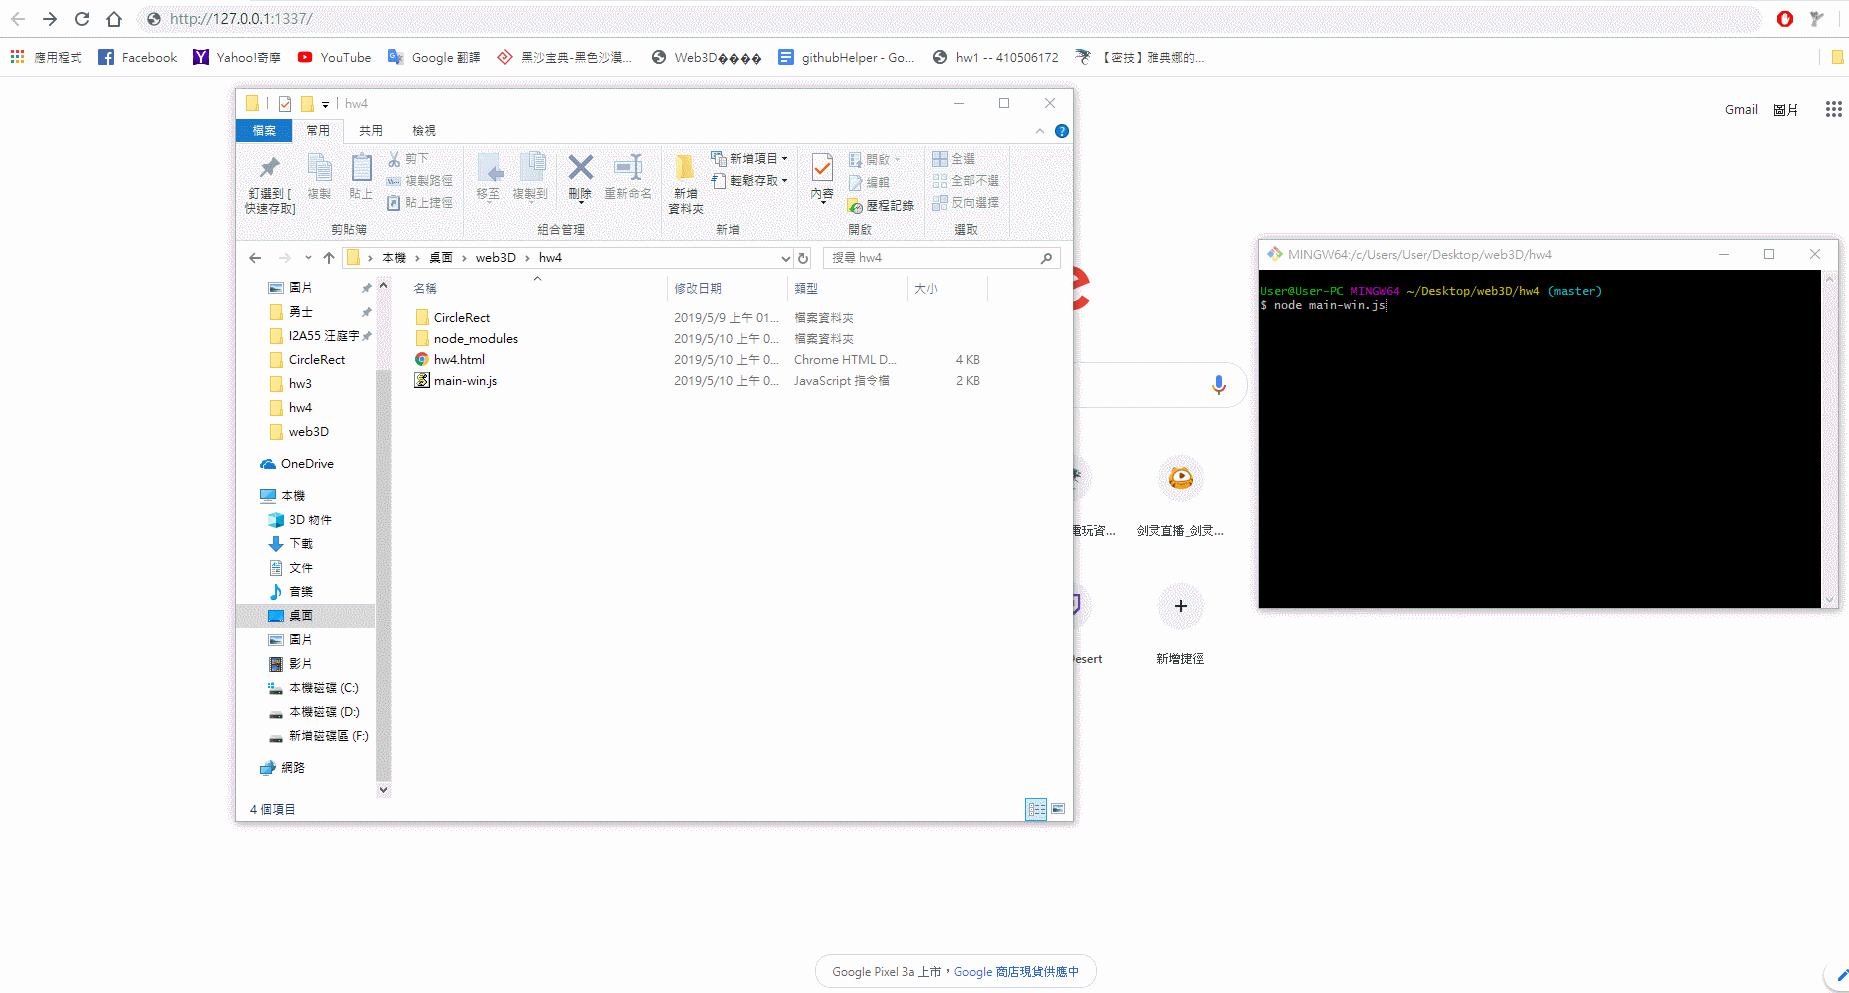 http://127.0.0.1:1337/
應用程式 Facebook Yahoo!奇摩 YouTube Google 翻譯 黑沙宝典-黑色沙漠... Web3D���� githubHelper - Go... hw1 -- 410506172 【密技】雅典娜的...
Gmail 圖片
hw4
檔案 常用 共用 檢視
釘選到 [快速存取]
複製
貼上
剪下
複製路徑
貼上捷徑
剪貼簿
移至
複製到
刪除
重新命名
組合管理
新增
資料夾
新增項目
輕鬆存取
新增
內容
開啟
編輯
歷程記錄
開啟
全選
全部不選
反向選擇
選取
本機 › 桌面 › web3D › hw4
搜尋 hw4
圖片
勇士
I2A55 汪庭宇
CircleRect
hw3
hw4
web3D
OneDrive
本機
3D 物件
下載
文件
音樂
桌面
圖片
影片
本機磁碟 (C:)
本機磁碟 (D:)
新增磁碟區 (F:)
網路
名稱 修改日期 類型 大小
CircleRect 2019/5/9 上午 01... 檔案資料夾
node_modules 2019/5/10 上午 0... 檔案資料夾
hw4.html 2019/5/10 上午 0... Chrome HTML D... 4 KB
main-win.js 2019/5/10 上午 0... JavaScript 指令檔 2 KB
4 個項目
MINGW64:/c/Users/User/Desktop/web3D/hw4
User@User-PC MINGW64 ~/Desktop/web3D/hw4 (master)
$ node main-win.js
e
電玩資... 剑灵直播_剑灵...
Desert 新增捷徑
Google Pixel 3a 上市，Google 商店現貨供應中